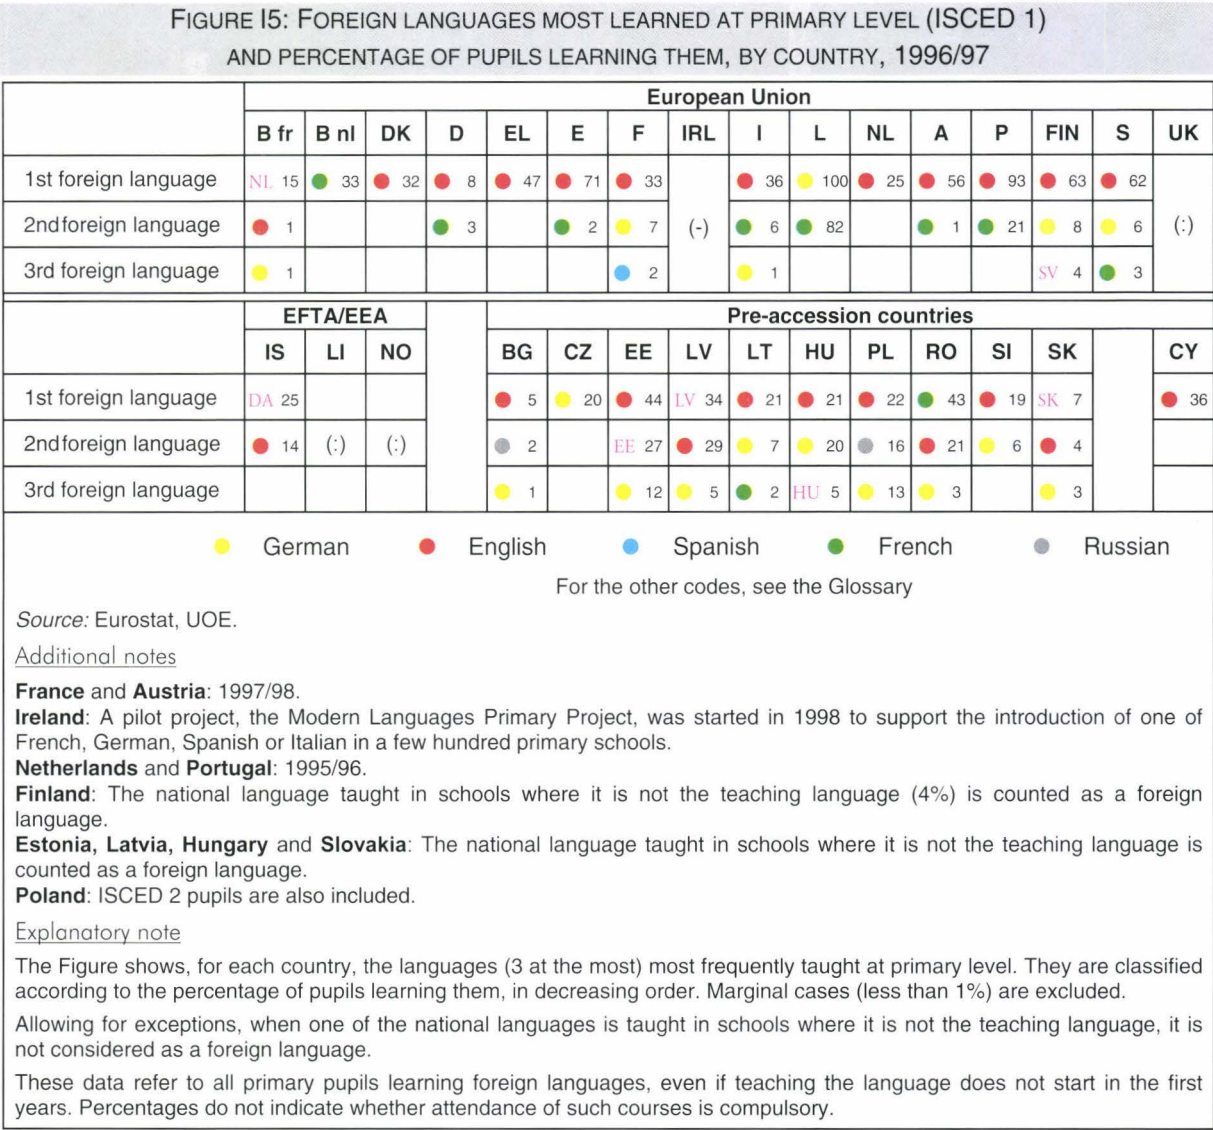 FIGURE I5: FOREIGN LANGUAGES MOST LEARNED AT PRIMARY LEVEL (ISCED 1)
AND PERCENTAGE OF PUPILS LEARNING THEM, BY COUNTRY, 1996/97
European Union
B fr B nl DK D EL E F IRL I L NL A P FIN S UK
1st foreign language NL 15 33 32 8 47 71 33 36 100 25 56 93 63 62
2nd foreign language 1 3 2 7 (-) 6 82 1 21 8 6 (:)
3rd foreign language 1 2 1 SV 4 3
EFTA/EEA Pre-accession countries
IS LI NO BG CZ EE LV LT HU PL RO SI SK CY
1st foreign language DA 25 5 20 44 LV 34 21 21 22 43 19 SK 7 36
2nd foreign language 14 (:) (:) 2 EE 27 29 7 20 16 21 6 4
3rd foreign language 1 12 5 2 HU 5 13 3 3
German English Spanish French Russian
For the other codes, see the Glossary
Source: Eurostat, UOE.
Additional notes
France and Austria: 1997/98.
Ireland: A pilot project, the Modern Languages Primary Project, was started in 1998 to support the introduction of one of
French, German, Spanish or Italian in a few hundred primary schools.
Netherlands and Portugal: 1995/96.
Finland: The national language taught in schools where it is not the teaching language (4%) is counted as a foreign
language.
Estonia, Latvia, Hungary and Slovakia: The national language taught in schools where it is not the teaching language is
counted as a foreign language.
Poland: ISCED 2 pupils are also included.
Explanatory note
The Figure shows, for each country, the languages (3 at the most) most frequently taught at primary level. They are classified
according to the percentage of pupils learning them, in decreasing order. Marginal cases (less than 1%) are excluded.
Allowing for exceptions, when one of the national languages is taught in schools where it is not the teaching language, it is
not considered as a foreign language.
These data refer to all primary pupils learning foreign languages, even if teaching the language does not start in the first
years. Percentages do not indicate whether attendance of such courses is compulsory.